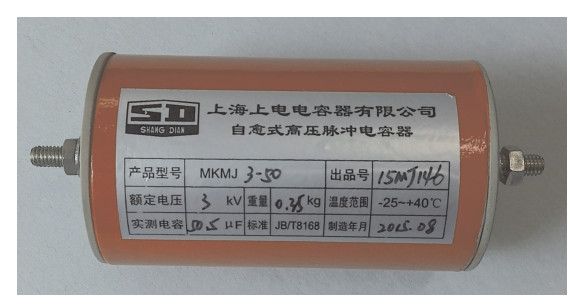 SD 上海上电电容器有限公司
SHANG DIAN 自愈式高压脉冲电容器
产品型号 MKMJ 3-50 出品号 15MJ146
额定电压 3 kV 重量 0.35 kg 温度范围 -25~+40℃
实测电容 50.5 μF 标准 JB/T8168 制造年月 2015.08